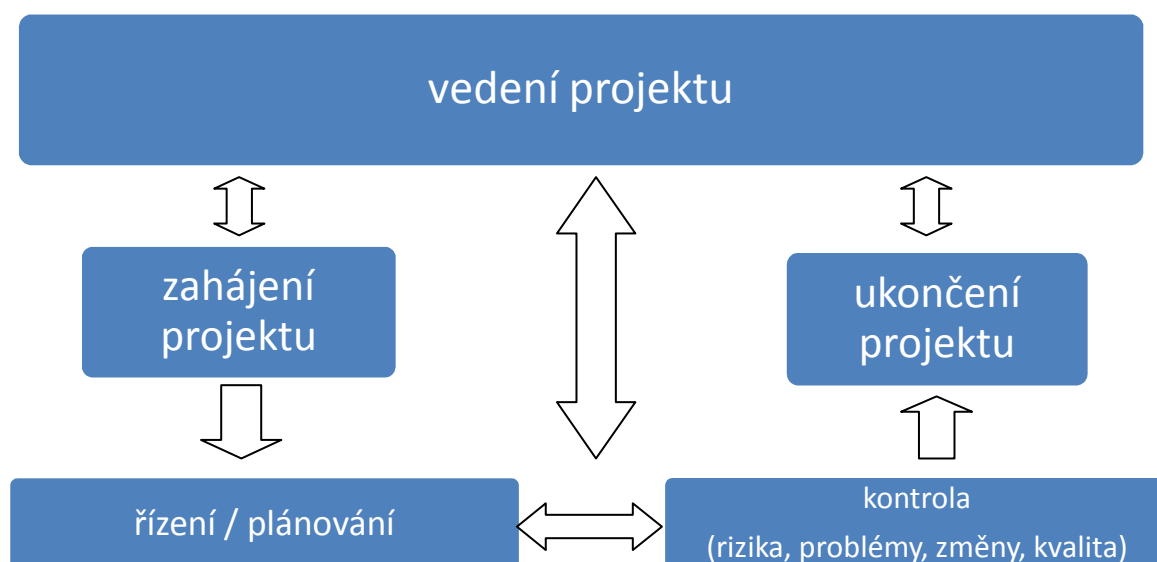 vedení projektu
zahájení
projektu
ukončení
projektu
řízení / plánování
kontrola
(rizika, problémy, změny, kvalita)